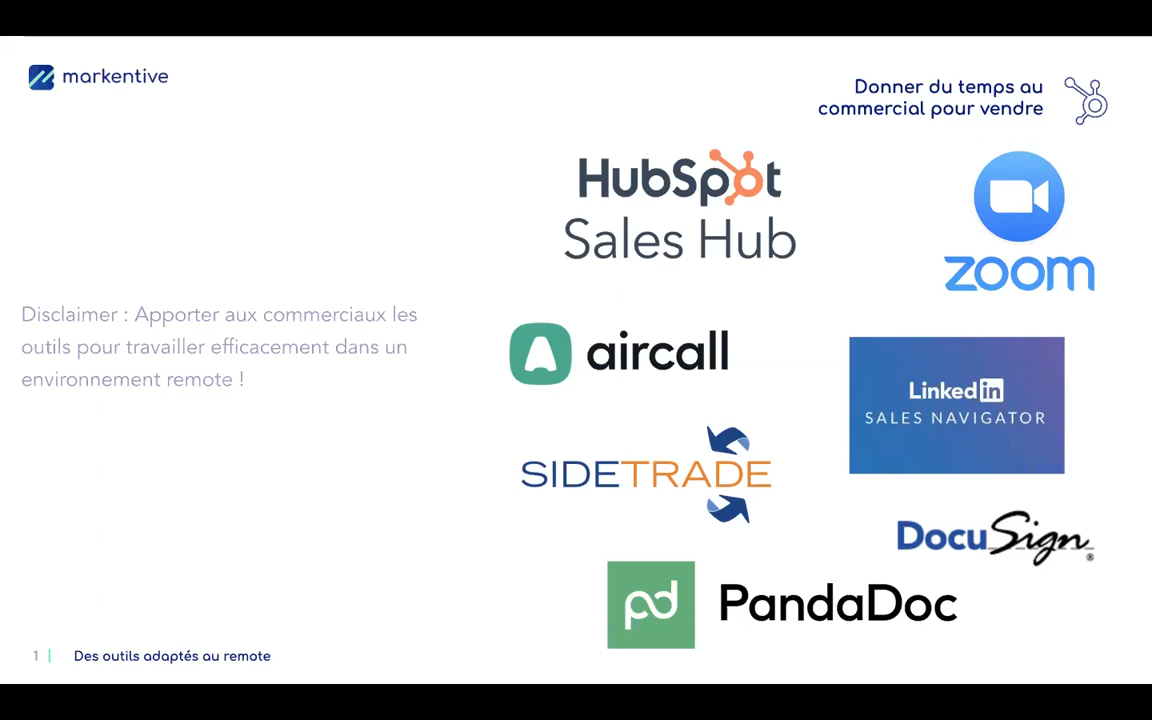 markentive
Donner du temps au
commercial pour vendre
HubSpot
Sales Hub
zoom
Disclaimer : Apporter aux commerciaux les
outils pour travailler efficacement dans un
environnement remote !
aircall
LinkedIn
SALES NAVIGATOR
SIDETRADE
DocuSign®
pd PandaDoc
1 | Des outils adaptés au remote